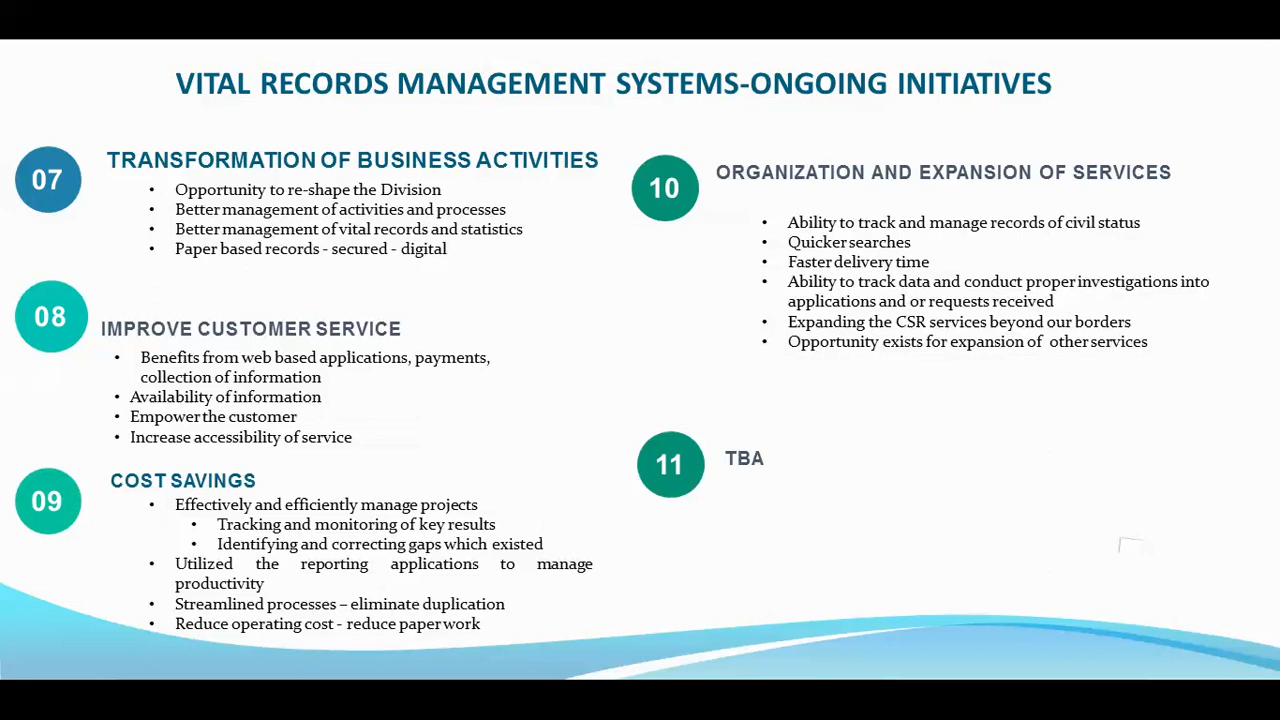 VITAL RECORDS MANAGEMENT SYSTEMS-ONGOING INITIATIVES
07
TRANSFORMATION OF BUSINESS ACTIVITIES
• Opportunity to re-shape the Division
• Better management of activities and processes
• Better management of vital records and statistics
• Paper based records - secured - digital
08
IMPROVE CUSTOMER SERVICE
• Benefits from web based applications, payments,
collection of information
• Availability of information
• Empower the customer
• Increase accessibility of service
09
COST SAVINGS
• Effectively and efficiently manage projects
• Tracking and monitoring of key results
• Identifying and correcting gaps which existed
• Utilized the reporting applications to manage
productivity
• Streamlined processes – eliminate duplication
• Reduce operating cost - reduce paper work
10
ORGANIZATION AND EXPANSION OF SERVICES
• Ability to track and manage records of civil status
• Quicker searches
• Faster delivery time
• Ability to track data and conduct proper investigations into
applications and or requests received
• Expanding the CSR services beyond our borders
• Opportunity exists for expansion of other services
11
TBA